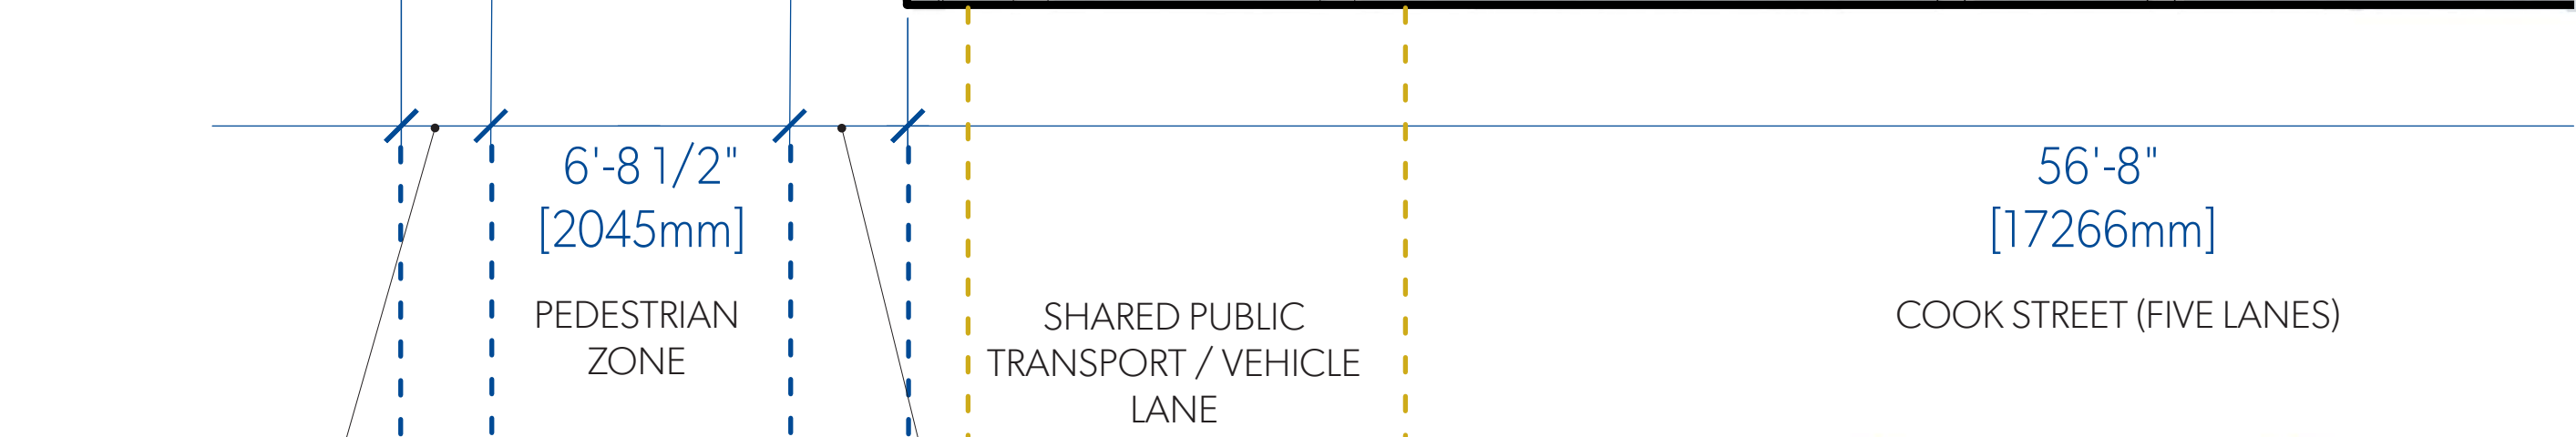 6'-8 1/2"
[2045mm]
PEDESTRIAN
ZONE
SHARED PUBLIC
TRANSPORT / VEHICLE
LANE
56'-8"
[17266mm]
COOK STREET (FIVE LANES)